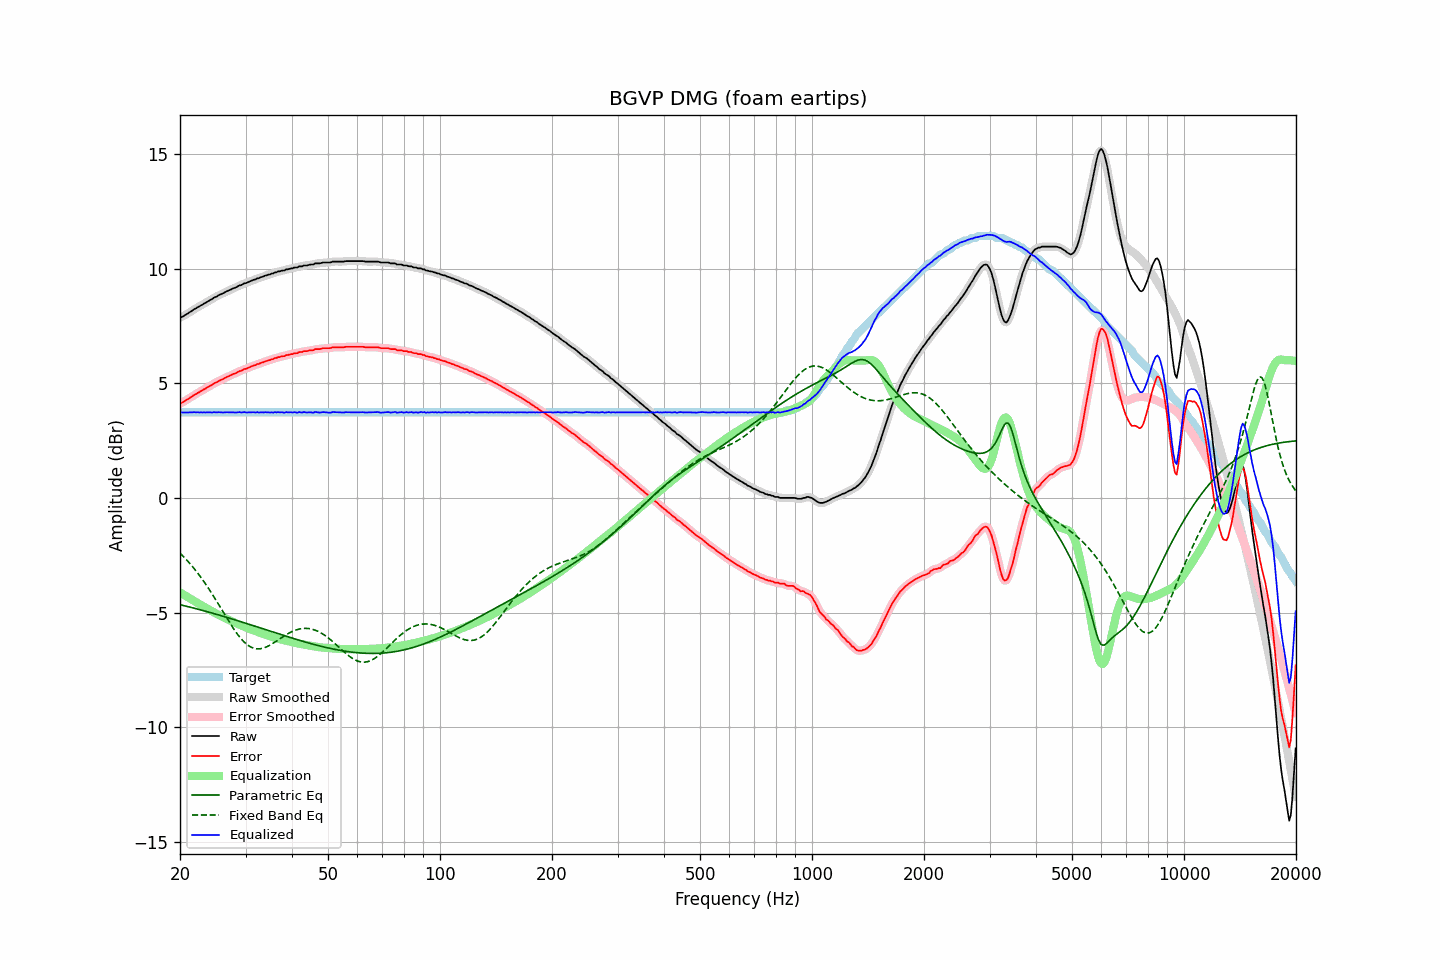 BGVP DMG (foam eartips)
15
10
5
0
−5
−10
−15
Amplitude (dBr)
Target
Raw Smoothed
Error Smoothed
Raw
Error
Equalization
Parametric Eq
Fixed Band Eq
Equalized
20 50 100 200 500 1000 2000 5000 10000 20000
Frequency (Hz)